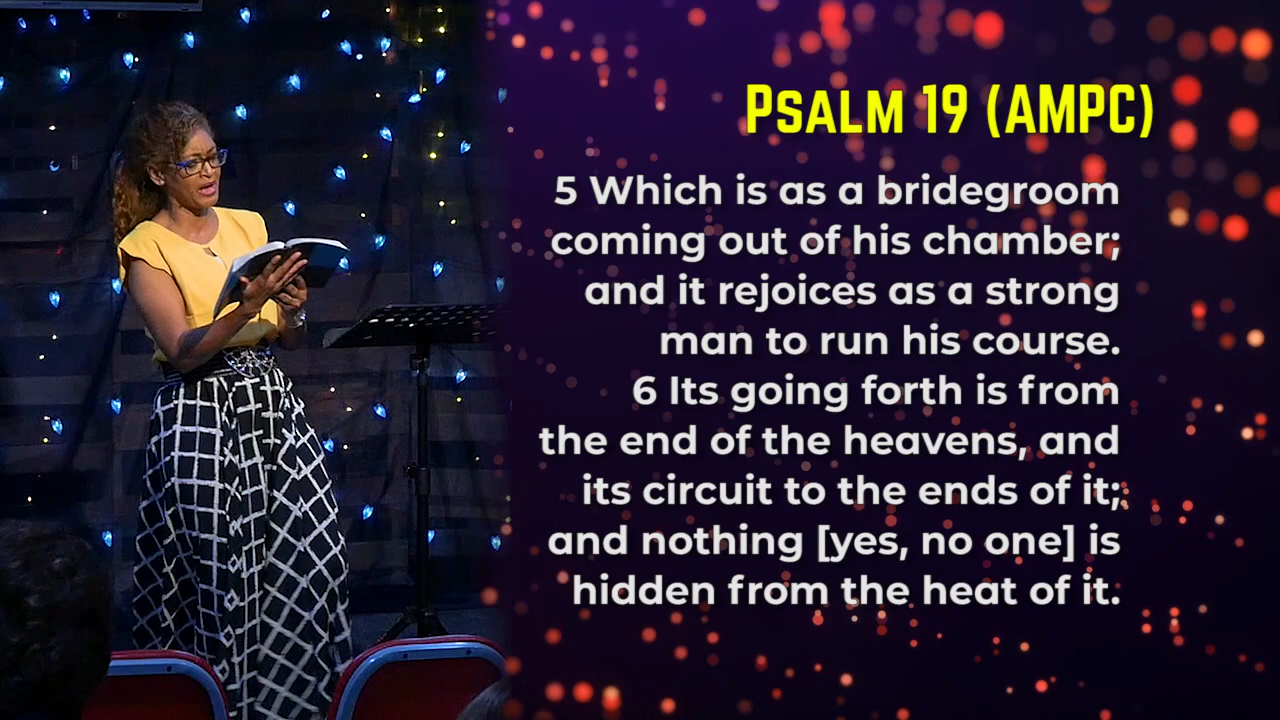 Psalm 19 (AMPC)
5 Which is as a bridegroom
coming out of his chamber;
and it rejoices as a strong
man to run his course.
6 Its going forth is from
the end of the heavens, and
its circuit to the ends of it;
and nothing [yes, no one] is
hidden from the heat of it.